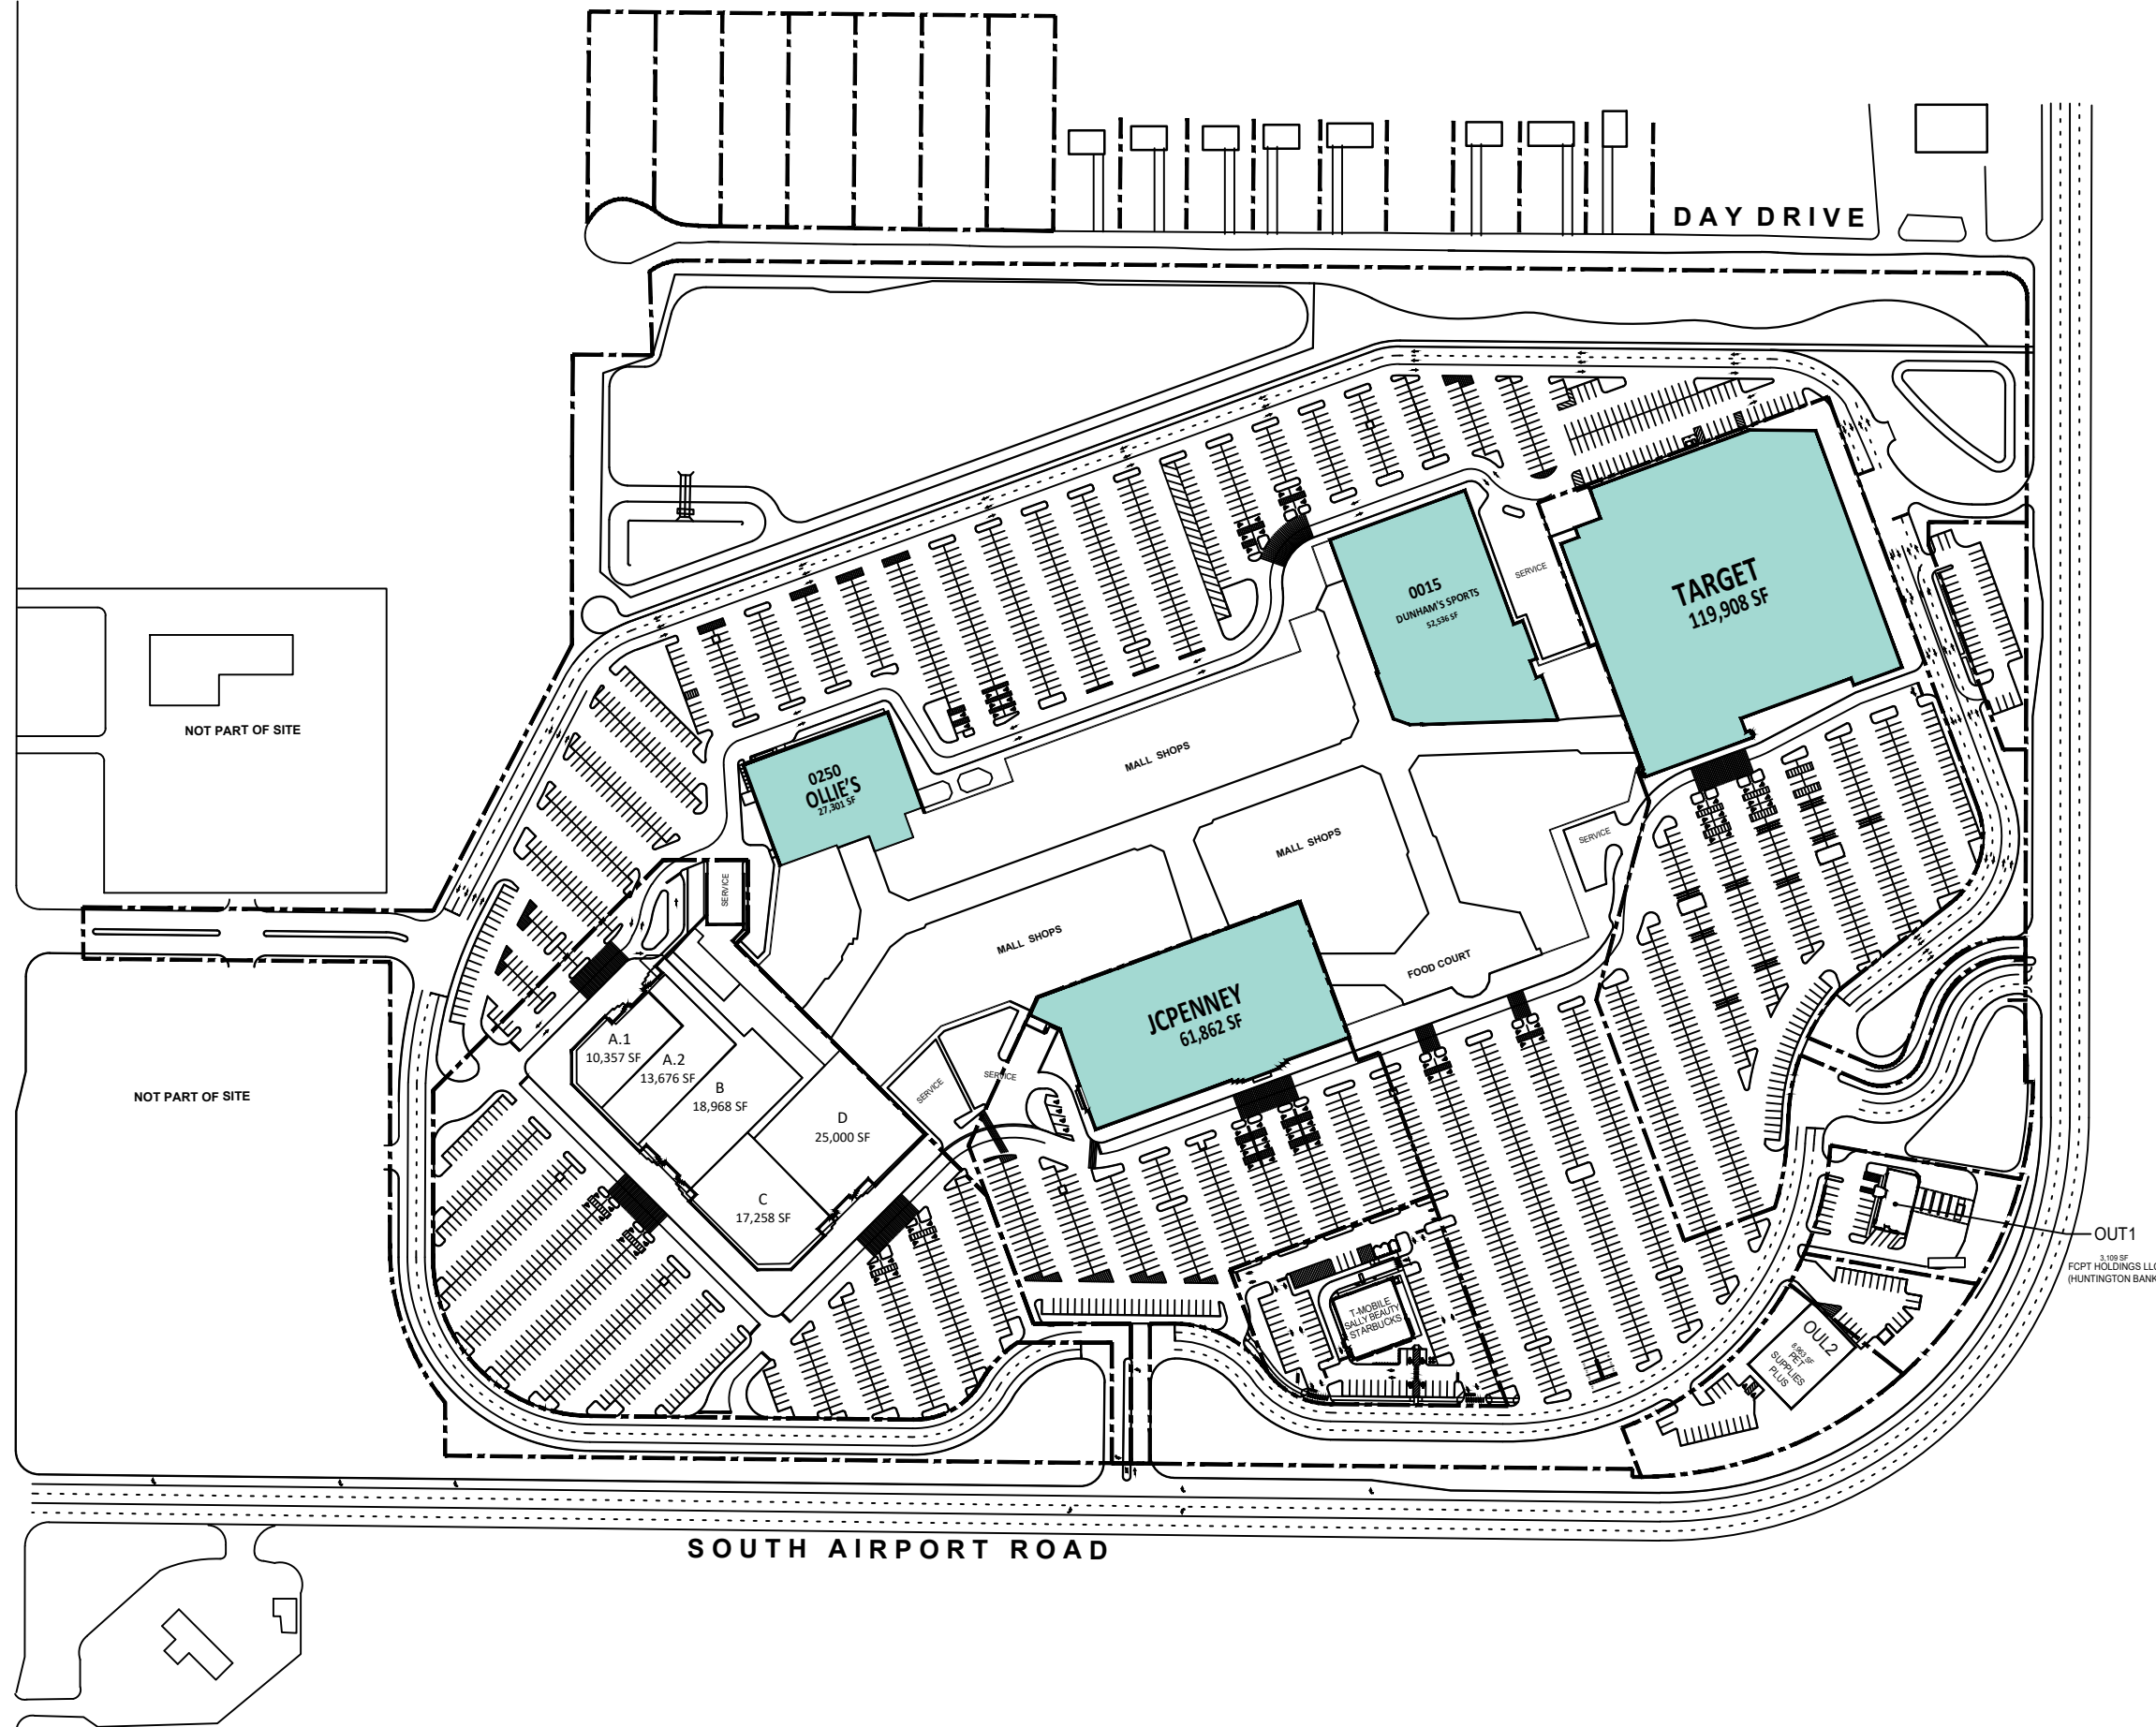 DAY DRIVE
0015
DUNHAM'S SPORTS
52,536 SF
SERVICE
TARGET
119,908 SF
NOT PART OF SITE
0250
OLLIE'S
27,301 SF
MALL SHOPS
MALL SHOPS
SERVICE
SERVICE
MALL SHOPS
FOOD COURT
JCPENNEY
61,862 SF
A.1
10,357 SF
A.2
13,676 SF
B
18,968 SF
D
25,000 SF
C
17,258 SF
SERVICE
SERVICE
NOT PART OF SITE
OUT1
3,109 SF
FCPT HOLDINGS LLC
(HUNTINGTON BANK
T-MOBILE
SALLY BEAUTY
STARBUCKS
OUL2
SF
PET
SUPPLIES
PLUS
SOUTH AIRPORT ROAD